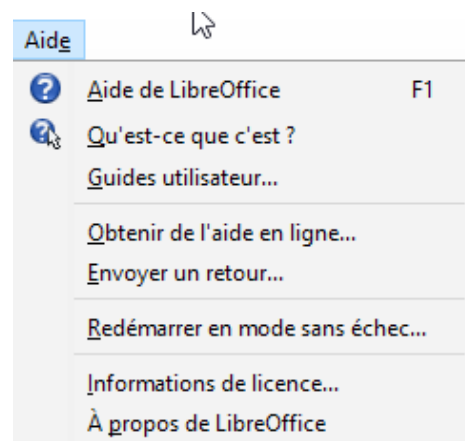 Aide
Aide de LibreOffice F1
Qu'est-ce que c'est ?
Guides utilisateur...
Obtenir de l'aide en ligne...
Envoyer un retour...
Redémarrer en mode sans échec...
Informations de licence...
À propos de LibreOffice